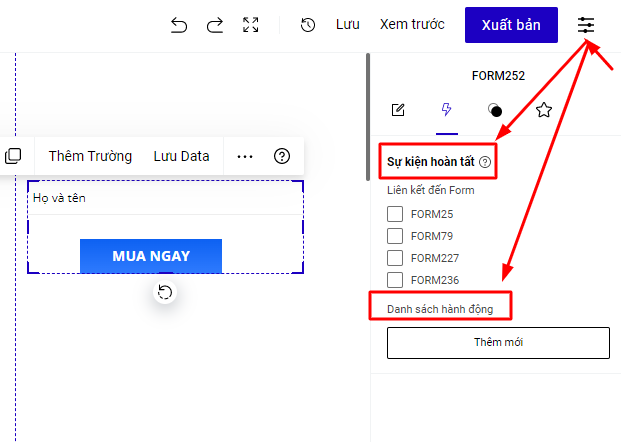 Lưu
Xem trước
Xuất bản
FORM252
Thêm Trường
Lưu Data
Họ và tên
MUA NGAY
Sự kiện hoàn tất
Liên kết đến Form
FORM25
FORM79
FORM227
FORM236
Danh sách hành động
Thêm mới